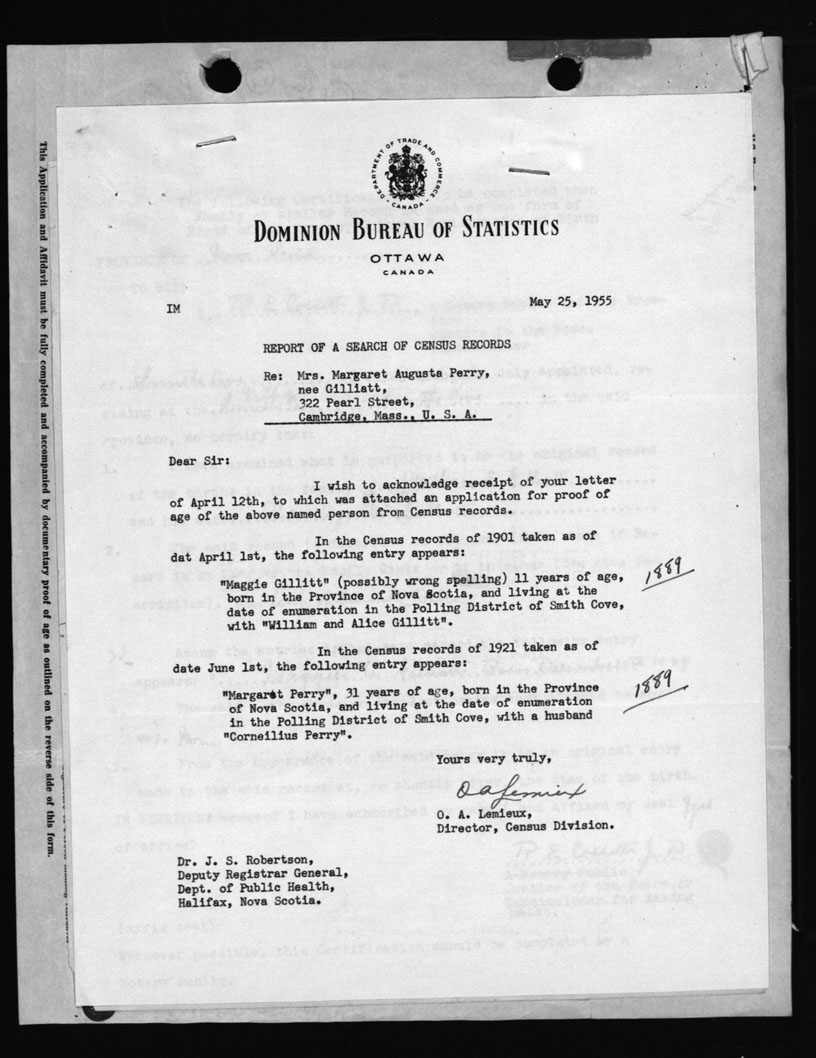 This Application and Affidavit must be fully completed and accompanied by documentary proof of age as outlined on the reverse side of this form.
DEPARTMENT OF TRADE AND COMMERCE
- CANADA -
DOMINION BUREAU OF STATISTICS
OTTAWA
CANADA
IM
May 25, 1955
REPORT OF A SEARCH OF CENSUS RECORDS
Re: Mrs. Margaret Augusta Perry,
nee Gilliatt,
322 Pearl Street,
Cambridge, Mass., U. S. A.
Dear Sir:
I wish to acknowledge receipt of your letter
of April 12th, to which was attached an application for proof of
age of the above named person from Census records.
In the Census records of 1901 taken as of
dat April 1st, the following entry appears:
"Maggie Gillitt" (possibly wrong spelling) 11 years of age,
born in the Province of Nova Scotia, and living at the
date of enumeration in the Polling District of Smith Cove,
with "William and Alice Gillitt".
1889
In the Census records of 1921 taken as of
date June 1st, the following entry appears:
"Margaret Perry", 31 years of age, born in the Province
of Nova Scotia, and living at the date of enumeration
in the Polling District of Smith Cove, with a husband
"Corneilius Perry".
1889
Yours very truly,
O A Lemieux
O. A. Lemieux,
Director, Census Division.
Dr. J. S. Robertson,
Deputy Registrar General,
Dept. of Public Health,
Halifax, Nova Scotia.